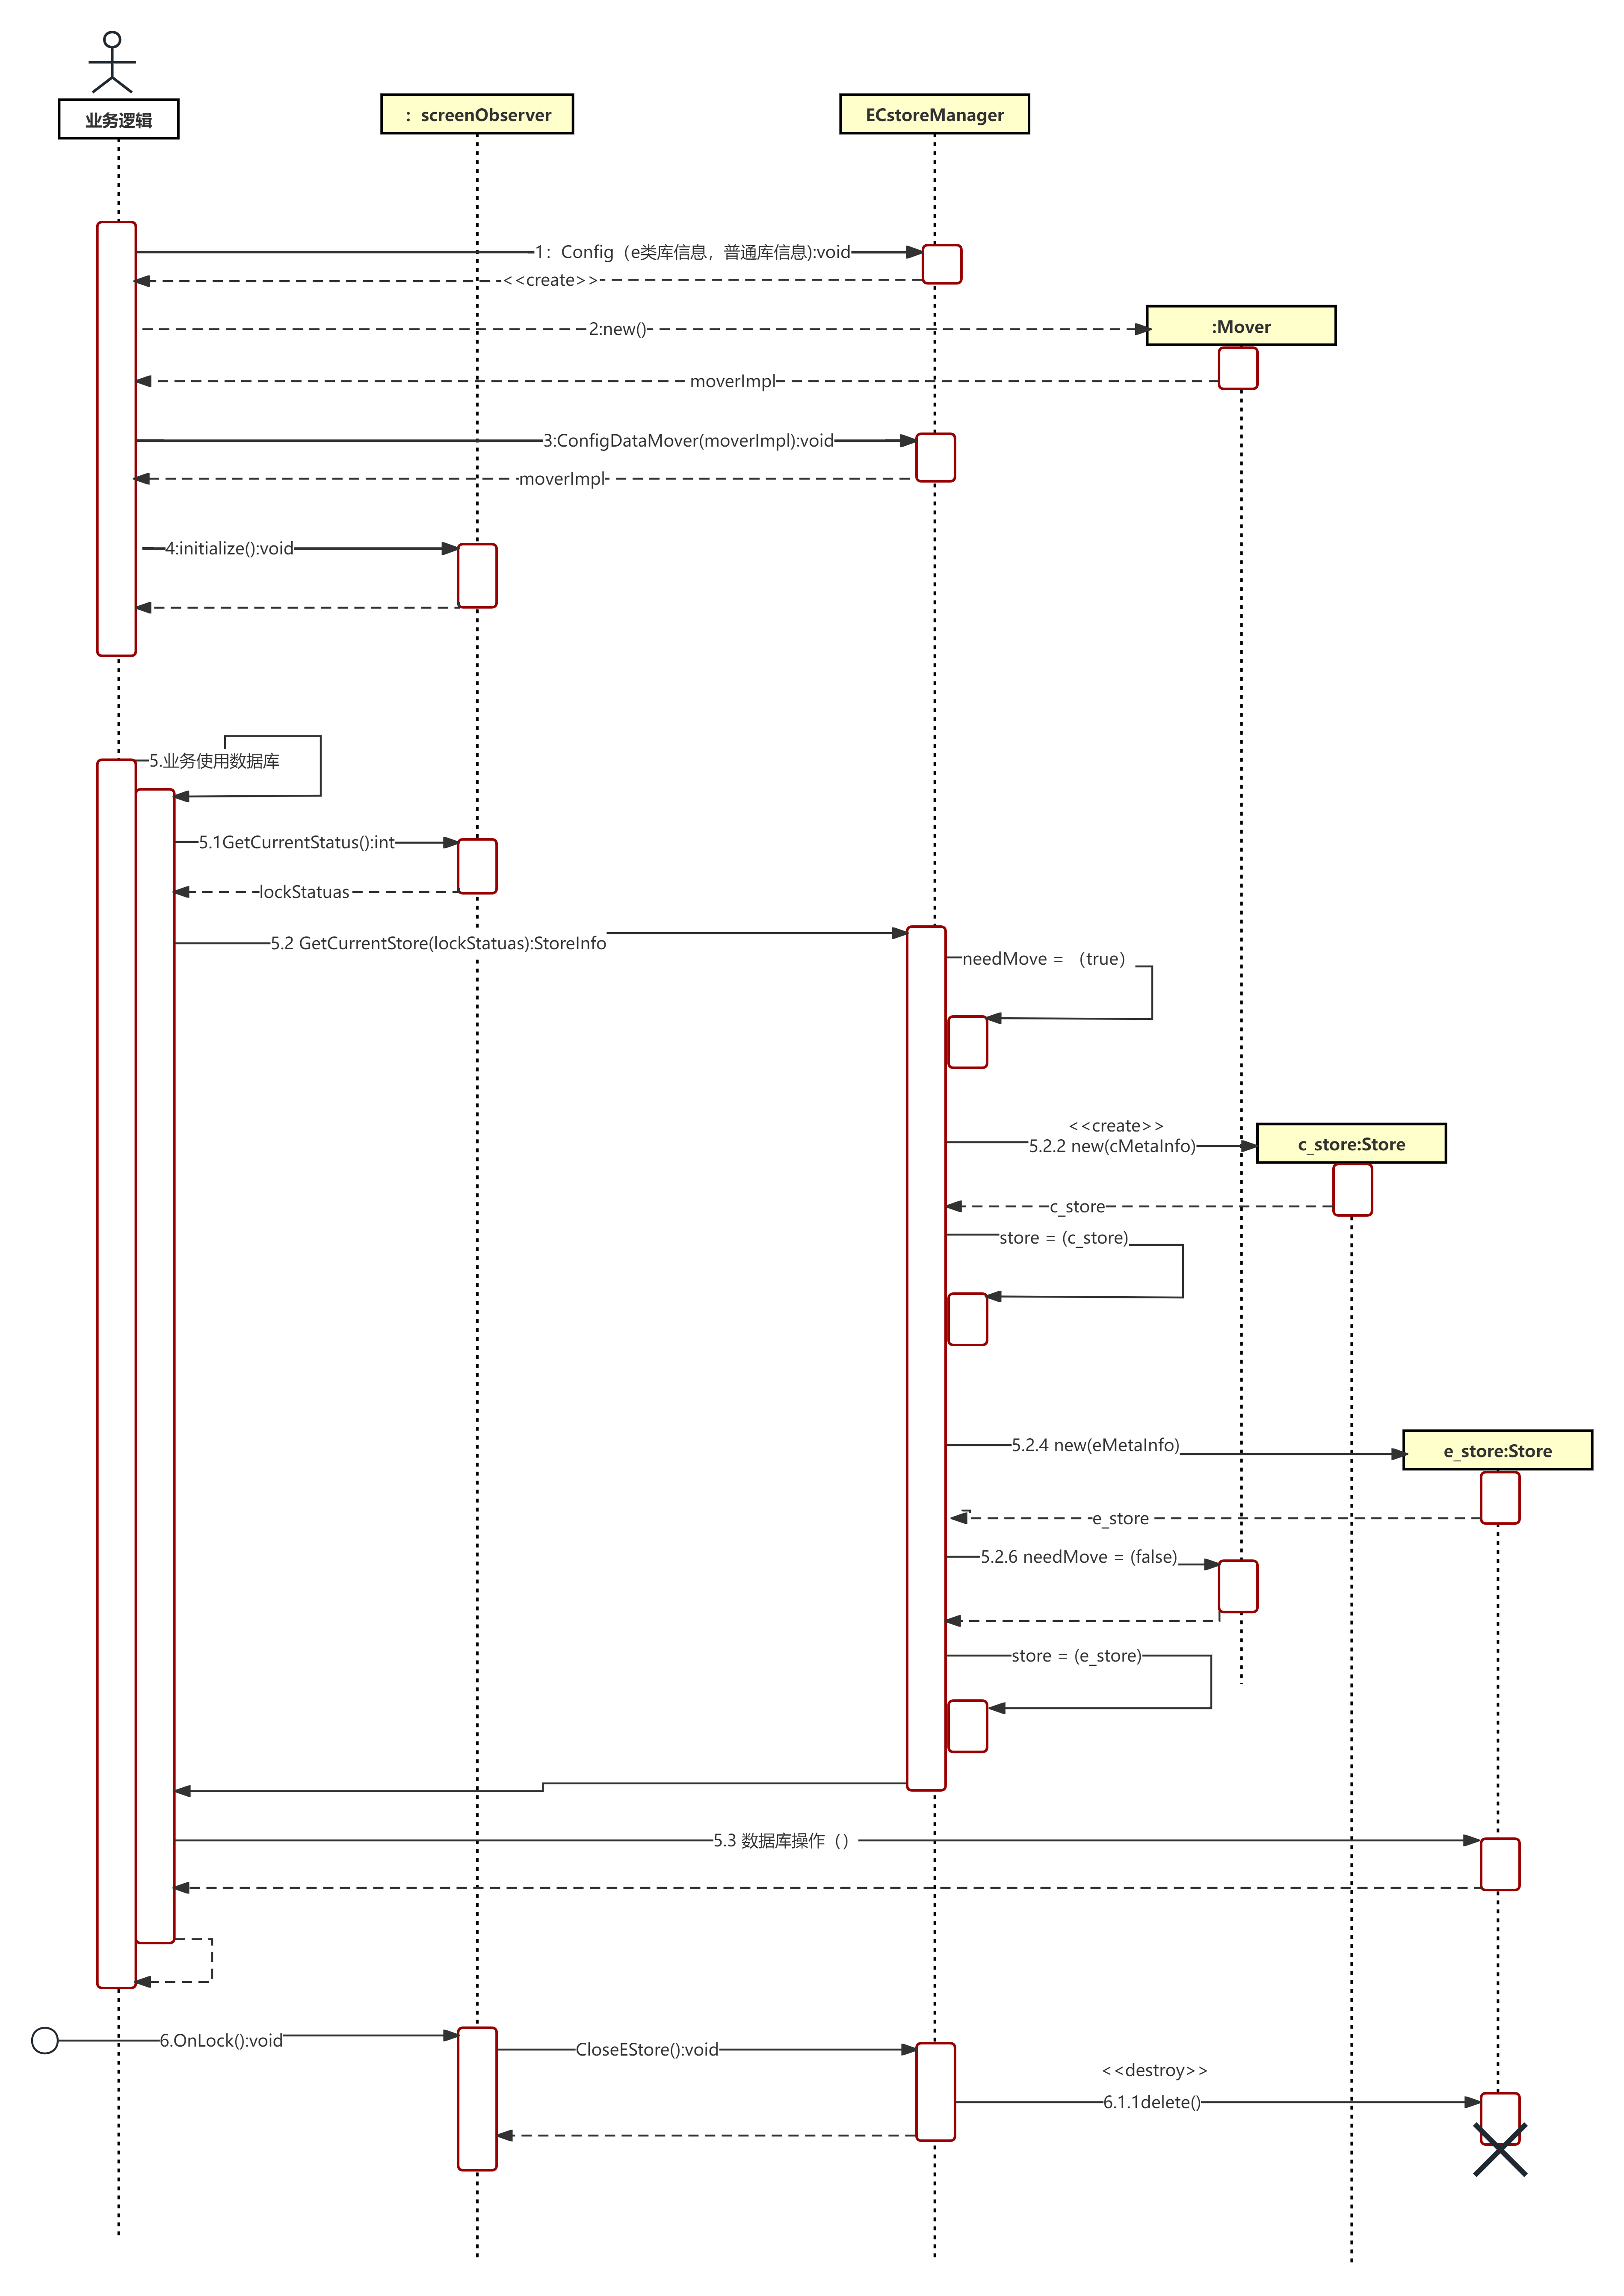 业务逻辑
：screenObserver
ECstoreManager
1：Config（e类库信息，普通库信息):void
<<create>>
:Mover
2:new()
moverImpl
3:ConfigDataMover(moverImpl):void
moverImpl
4:initialize():void
5.业务使用数据库
5.1GetCurrentStatus():int
lockStatuas
5.2 GetCurrentStore(lockStatuas):StoreInfo
needMove = （true）
<<create>>
5.2.2 new(cMetaInfo)
c_store:Store
c_store
store = (c_store)
5.2.4 new(eMetaInfo)
e_store:Store
e_store
5.2.6 needMove = (false)
store = (e_store)
5.3 数据库操作（）
6.OnLock():void
CloseEStore():void
<<destroy>>
6.1.1delete()